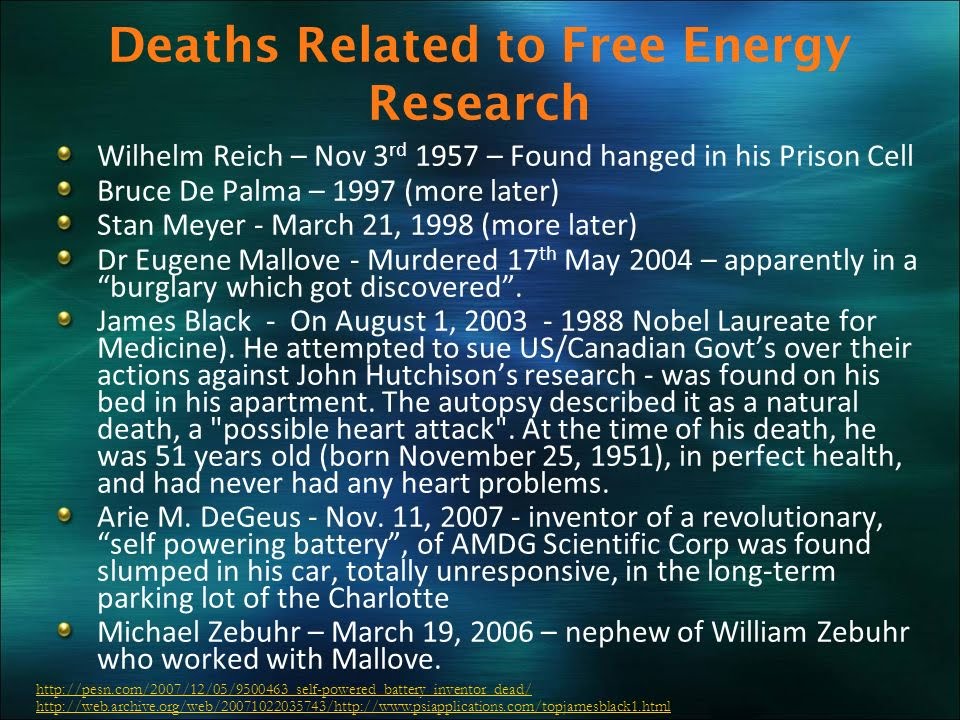 Deaths Related to Free Energy
Research
Wilhelm Reich – Nov 3rd 1957 – Found hanged in his Prison Cell
Bruce De Palma – 1997 (more later)
Stan Meyer - March 21, 1998 (more later)
Dr Eugene Mallove - Murdered 17th May 2004 – apparently in a
“burglary which got discovered”.
James Black - On August 1, 2003 - 1988 Nobel Laureate for
Medicine). He attempted to sue US/Canadian Govt’s over their
actions against John Hutchison’s research - was found on his
bed in his apartment. The autopsy described it as a natural
death, a "possible heart attack". At the time of his death, he
was 51 years old (born November 25, 1951), in perfect health,
and had never had any heart problems.
Arie M. DeGeus - Nov. 11, 2007 - inventor of a revolutionary,
“self powering battery”, of AMDG Scientific Corp was found
slumped in his car, totally unresponsive, in the long-term
parking lot of the Charlotte
Michael Zebuhr – March 19, 2006 – nephew of William Zebuhr
who worked with Mallove.
http://pesn.com/2007/12/05/9500463_self-powered_battery_inventor_dead/
http://web.archive.org/web/20071022035743/http://www.psiapplications.com/topjamesblack1.html